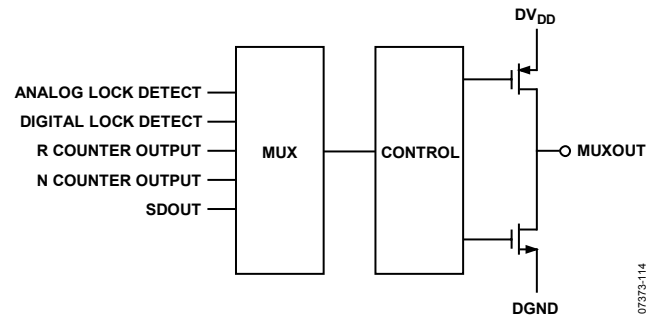 DVDD
ANALOG LOCK DETECT
DIGITAL LOCK DETECT
R COUNTER OUTPUT
N COUNTER OUTPUT
SDOUT
MUX
CONTROL
MUXOUT
DGND
07373-114